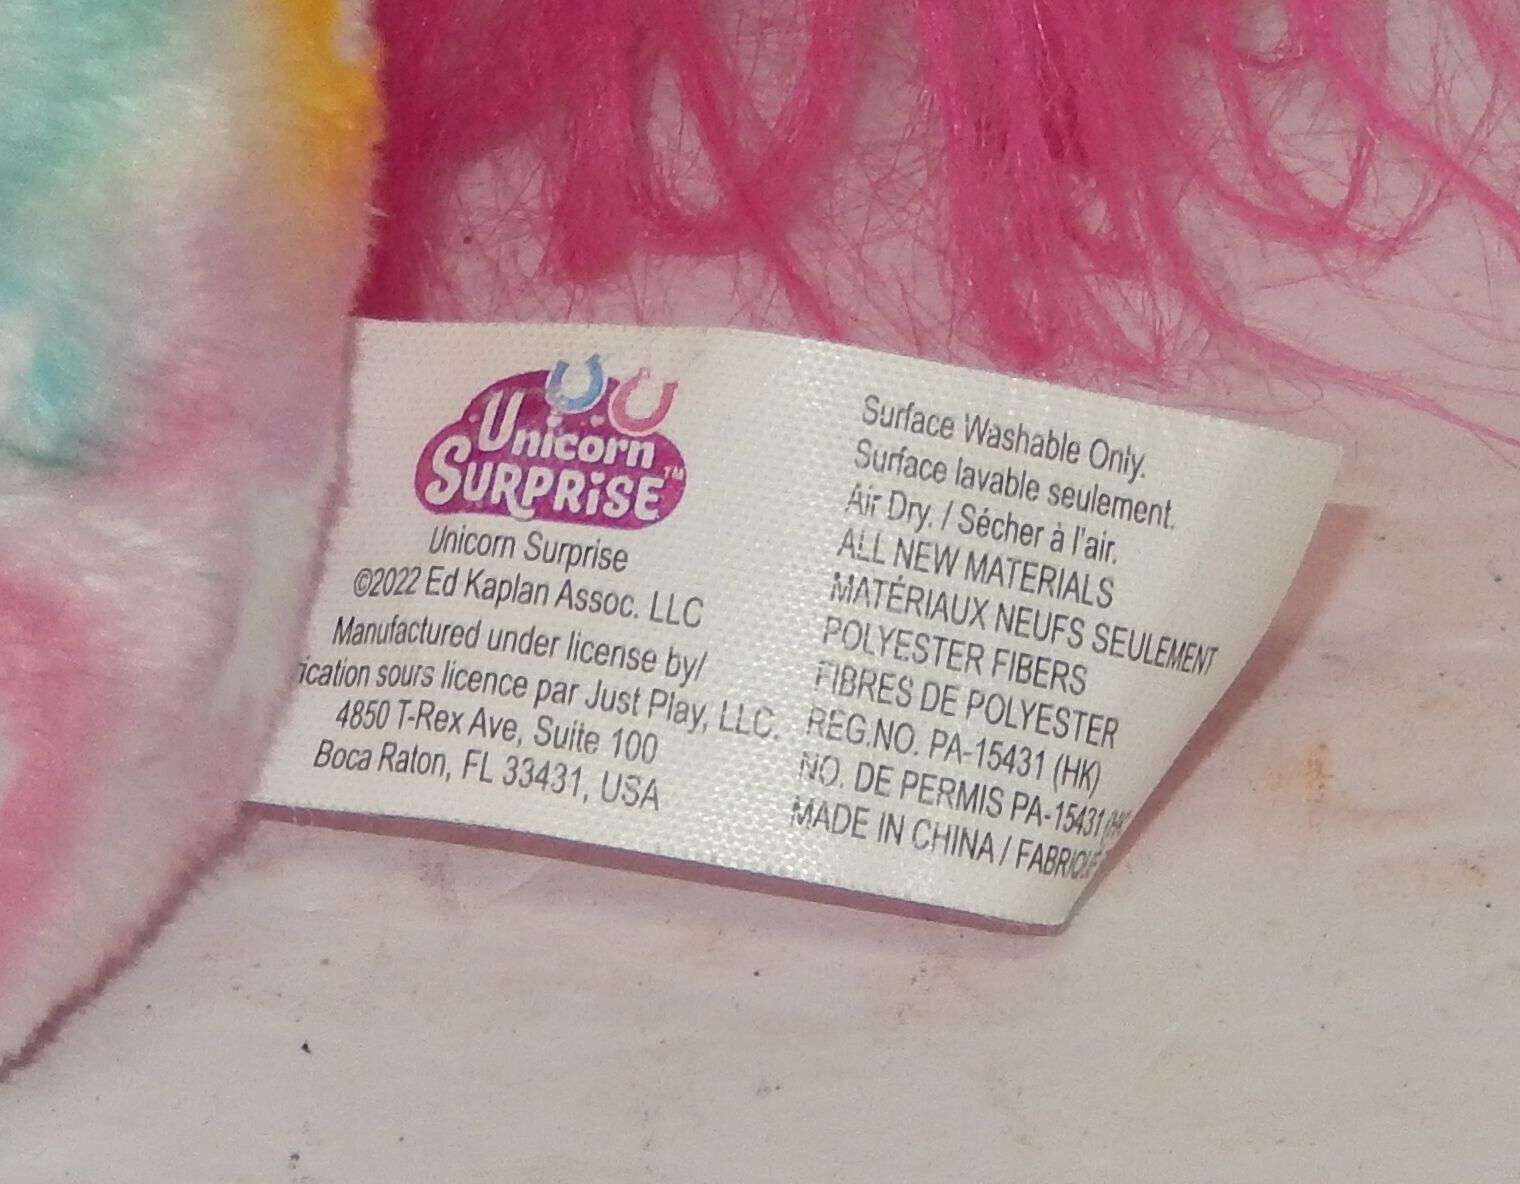 Unicorn
SURPRiSE™
Unicorn Surprise
©2022 Ed Kaplan Assoc. LLC
Manufactured under license by/
sours licence par Just Play, LLC.
4850 T-Rex Ave, Suite 100
Boca Raton, FL 33431, USA
Surface Washable Only.
Surface lavable seulement.
Air Dry. / Sécher à l'air.
ALL NEW MATERIALS
MATÉRIAUX NEUFS SEULEMENT
POLYESTER FIBERS
FIBRES DE POLYESTER
REG.NO. PA-15431 (HK)
NO. DE PERMIS PA-15431 (HK
MADE IN CHINA / FABRIQUÉ